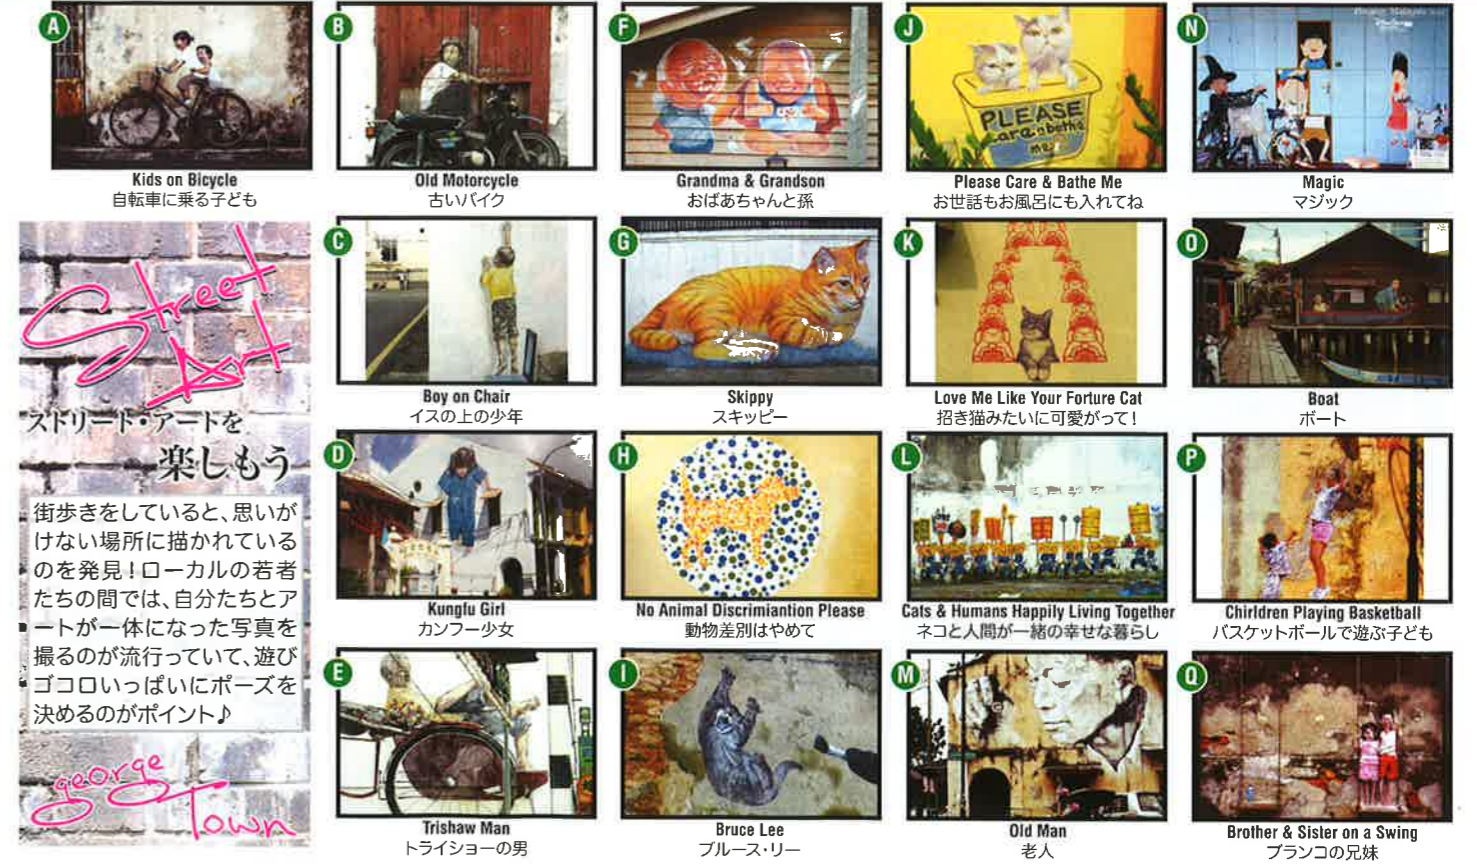 A
Kids on Bicycle
自転車に乗る子ども
B
Old Motorcycle
古いバイク
F
Grandma & Grandson
おばあちゃんと孫
J
PLEASE
Care & bathe
me!
Please Care & Bathe Me
お世話もお風呂にも入れてね
N
Magic
マジック
Street
Art
ストリート・アートを
楽しもう
街歩きをしていると、思いが
けない場所に描かれている
のを発見!ローカルの若者
たちの間では、自分たちとア
ートが一体になった写真を
撮るのが流行っていて、遊び
ゴコロいっぱいにポーズを
決めるのがポイント♪
george
Town
C
Boy on Chair
イスの上の少年
G
Skippy
スキッピー
K
Love Me Like Your Forture Cat
招き猫みたいに可愛がって!
O
Boat
ボート
D
Kungfu Girl
カンフー少女
H
No Animal Discrimiantion Please
動物差別はやめて
L
Cats & Humans Happily Living Together
ネコと人間が一緒の幸せな暮らし
P
Chirldren Playing Basketball
バスケットボールで遊ぶ子ども
E
Trishaw Man
トライショーの男
I
Bruce Lee
ブルース・リー
M
Old Man
老人
Q
Brother & Sister on a Swing
ブランコの兄妹